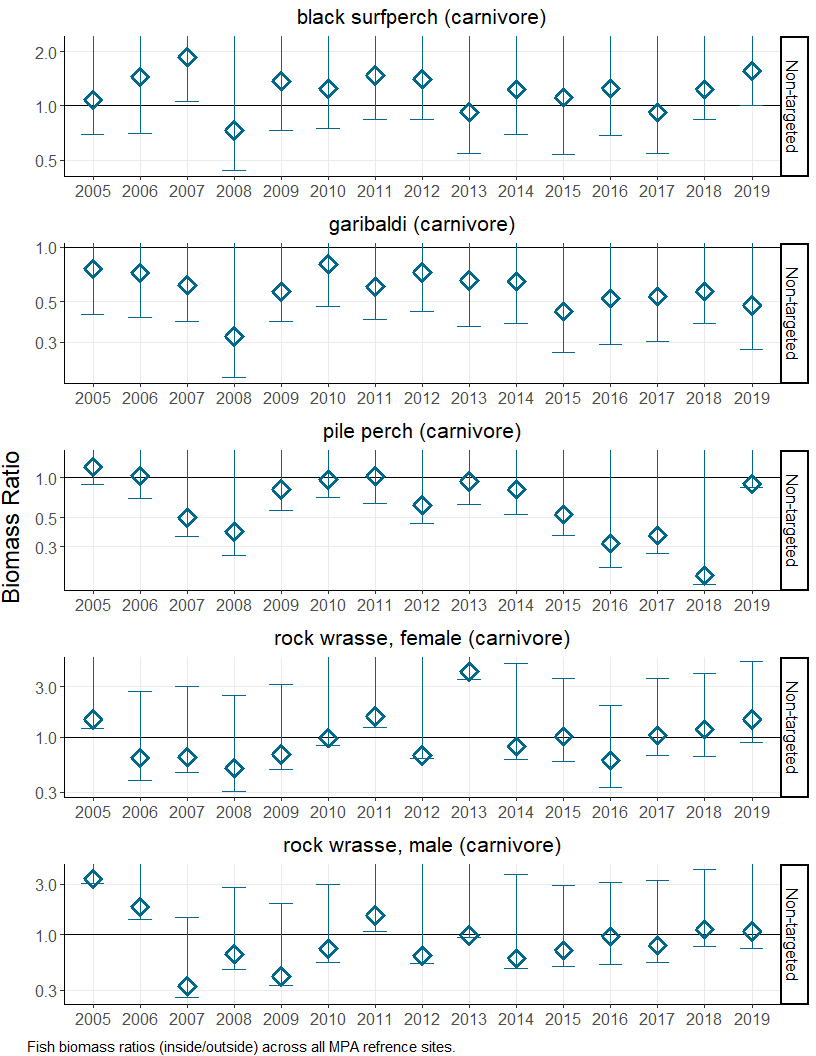 black surfperch (carnivore)
2.0
1.0
0.5
Non-targeted
2005 2006 2007 2008 2009 2010 2011 2012 2013 2014 2015 2016 2017 2018 2019
garibaldi (carnivore)
1.0
0.5
0.3
Non-targeted
2005 2006 2007 2008 2009 2010 2011 2012 2013 2014 2015 2016 2017 2018 2019
Biomass Ratio
pile perch (carnivore)
1.0
0.5
0.3
Non-targeted
2005 2006 2007 2008 2009 2010 2011 2012 2013 2014 2015 2016 2017 2018 2019
rock wrasse, female (carnivore)
3.0
1.0
0.3
Non-targeted
2005 2006 2007 2008 2009 2010 2011 2012 2013 2014 2015 2016 2017 2018 2019
rock wrasse, male (carnivore)
3.0
1.0
0.3
Non-targeted
2005 2006 2007 2008 2009 2010 2011 2012 2013 2014 2015 2016 2017 2018 2019
Fish biomass ratios (inside/outside) across all MPA refrence sites.